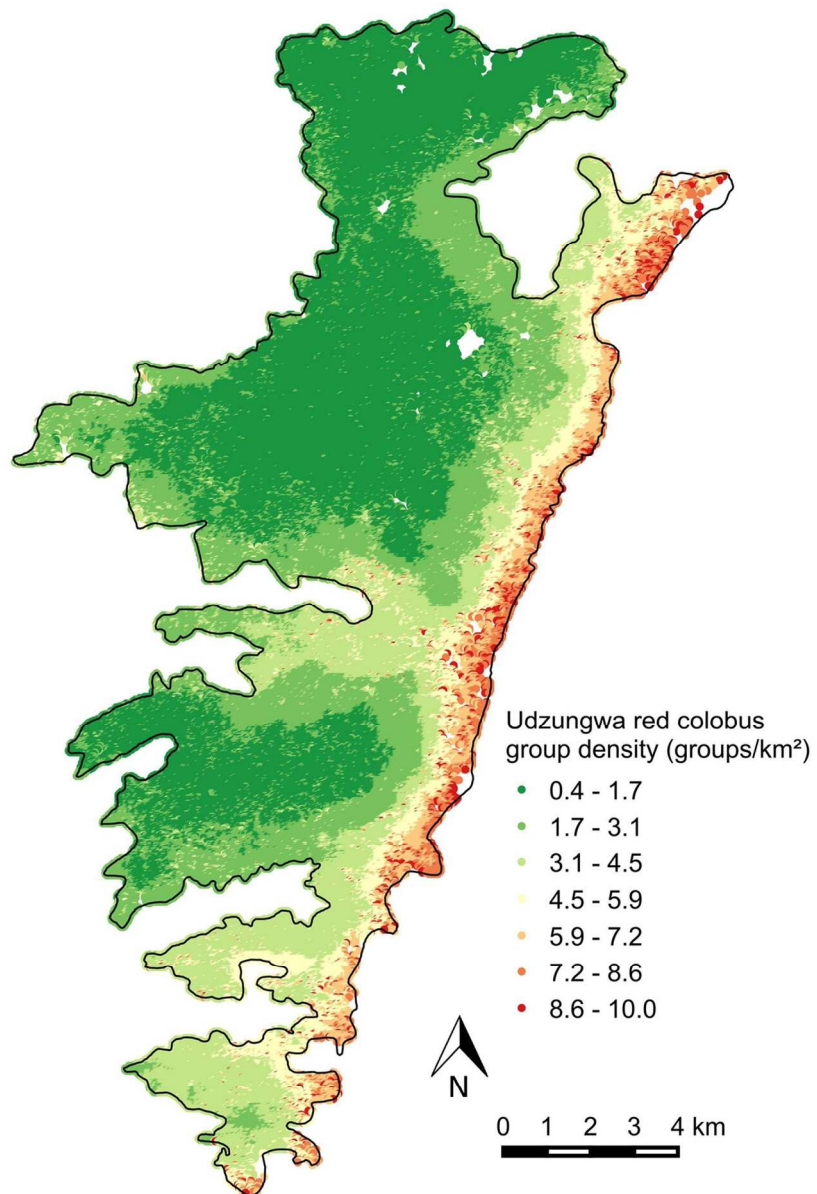 Udzungwa red colobus
group density (groups/km²)
0.4 - 1.7
1.7 - 3.1
3.1 - 4.5
4.5 - 5.9
5.9 - 7.2
7.2 - 8.6
8.6 - 10.0
N
0 1 2 3 4 km